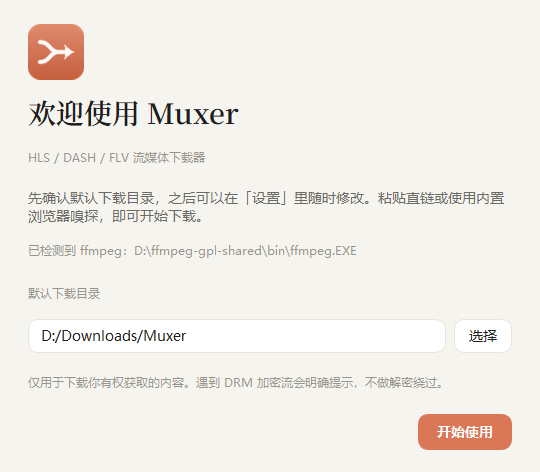 欢迎使用 Muxer
HLS / DASH / FLV 流媒体下载器
先确认默认下载目录，之后可以在「设置」里随时修改。粘贴直链或使用内置
浏览器嗅探，即可开始下载。
已检测到 ffmpeg：D:\ffmpeg-gpl-shared\bin\ffmpeg.EXE
默认下载目录
D:/Downloads/Muxer
选择
仅用于下载你有权获取的内容。遇到 DRM 加密流会明确提示，不做解密绕过。
开始使用